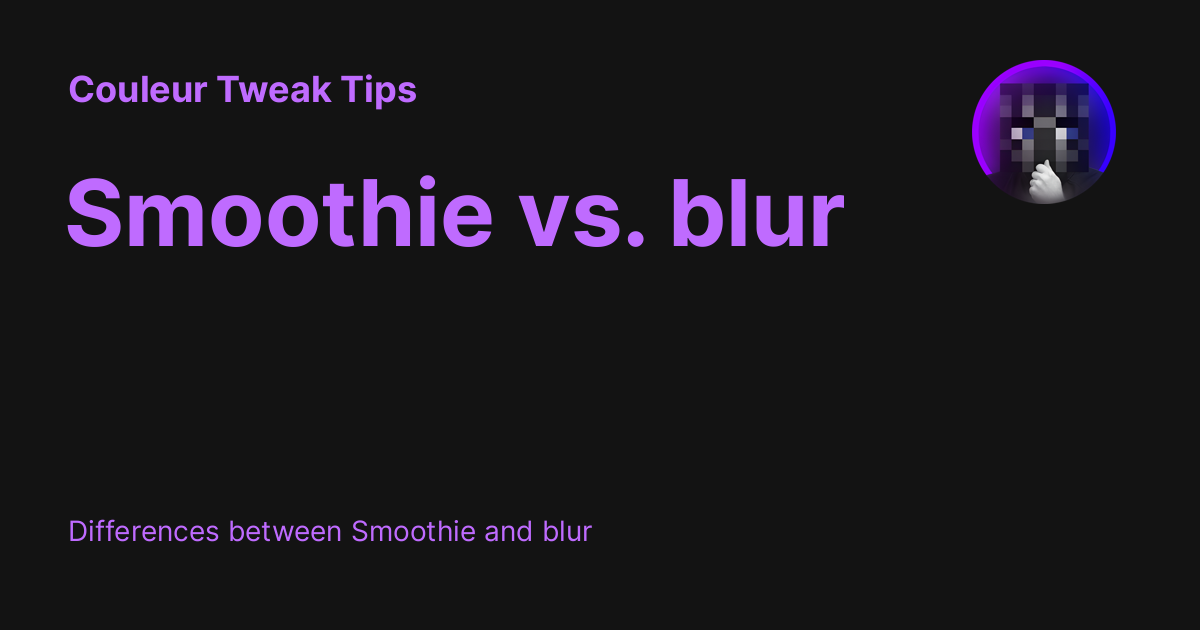 Couleur Tweak Tips
Smoothie vs. blur
Differences between Smoothie and blur